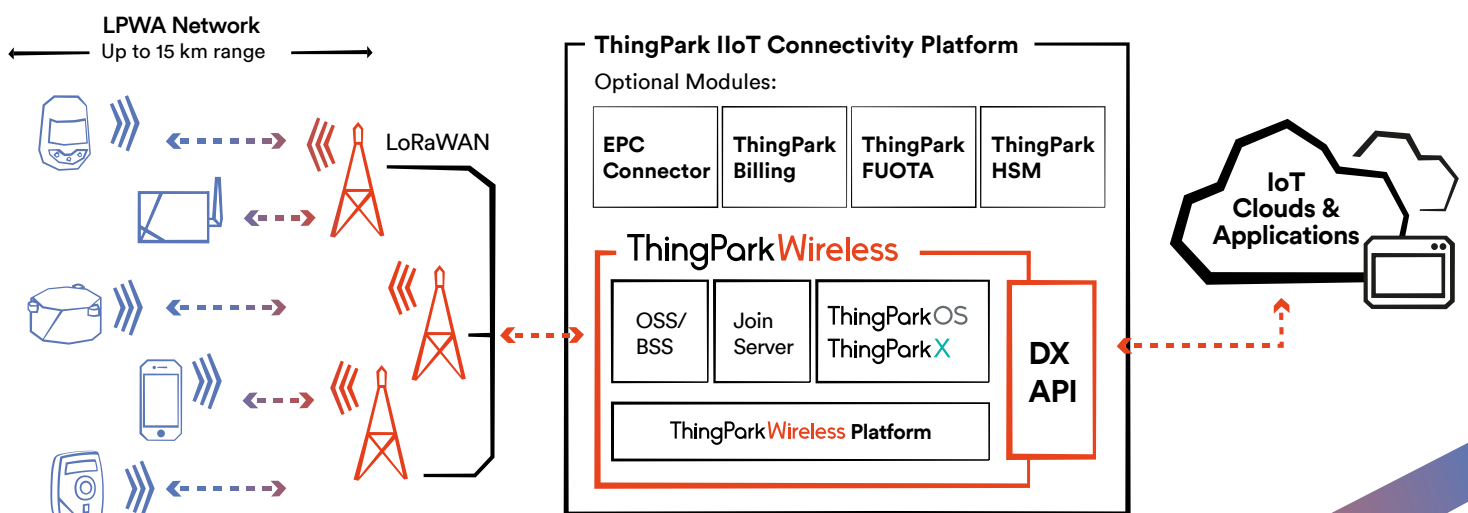 LPWA Network
Up to 15 km range
LoRaWAN
ThingPark IIoT Connectivity Platform
Optional Modules:
EPC
Connector
ThingPark
Billing
ThingPark
FUOTA
ThingPark
HSM
ThingParkWireless
OSS/
BSS
Join
Server
ThingParkOS
ThingParkX
DX
API
ThingParkWireless Platform
IoT
Clouds &
Applications